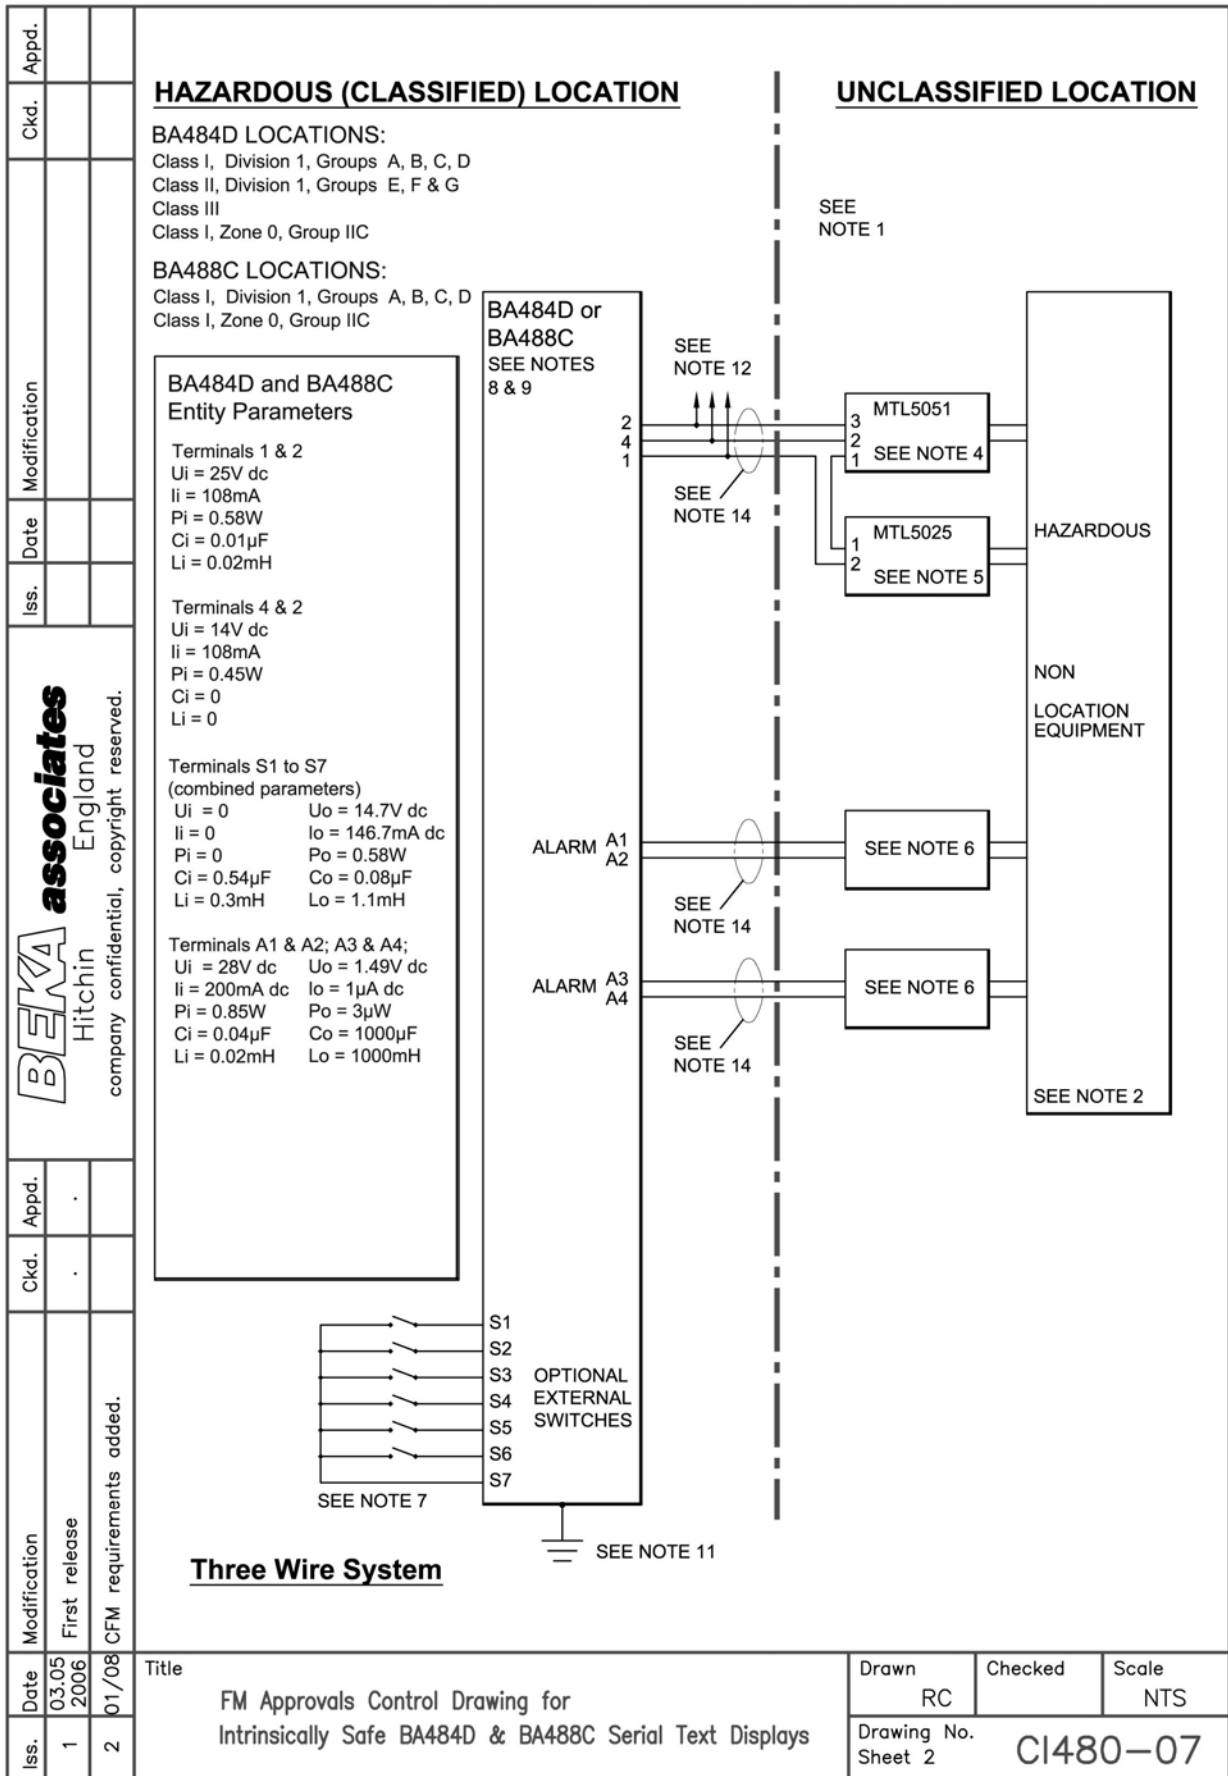 HAZARDOUS (CLASSIFIED) LOCATION
UNCLASSIFIED LOCATION
BA484D LOCATIONS:
Class I, Division 1, Groups A, B, C, D
Class II, Division 1, Groups E, F & G
Class III
Class I, Zone 0, Group IIC
BA488C LOCATIONS:
Class I, Division 1, Groups A, B, C, D
Class I, Zone 0, Group IIC
SEE
NOTE 1
BA484D and BA488C
Entity Parameters
Terminals 1 & 2
Ui = 25V dc
Ii = 108mA
Pi = 0.58W
Ci = 0.01µF
Li = 0.02mH
Terminals 4 & 2
Ui = 14V dc
Ii = 108mA
Pi = 0.45W
Ci = 0
Li = 0
Terminals S1 to S7
(combined parameters)
Ui = 0 Uo = 14.7V dc
Ii = 0 Io = 146.7mA dc
Pi = 0 Po = 0.58W
Ci = 0.54µF Co = 0.08µF
Li = 0.3mH Lo = 1.1mH
Terminals A1 & A2; A3 & A4;
Ui = 28V dc Uo = 1.49V dc
Ii = 200mA dc Io = 1µA dc
Pi = 0.85W Po = 3µW
Ci = 0.04µF Co = 1000µF
Li = 0.02mH Lo = 1000mH
BA484D or
BA488C
SEE NOTES
8 & 9
2
4
1
SEE
NOTE 12
SEE
NOTE 14
3
2
1
MTL5051
SEE NOTE 4
1
2
MTL5025
SEE NOTE 5
HAZARDOUS
NON
LOCATION
EQUIPMENT
SEE NOTE 2
ALARM A1
A2
SEE
NOTE 14
SEE NOTE 6
ALARM A3
A4
SEE
NOTE 14
SEE NOTE 6
S1
S2
S3
S4
S5
S6
S7
OPTIONAL
EXTERNAL
SWITCHES
SEE NOTE 7
SEE NOTE 11
Three Wire System
Title
FM Approvals Control Drawing for
Intrinsically Safe BA484D & BA488C Serial Text Displays
Drawn
RC
Checked
Scale
NTS
Drawing No.
Sheet 2
CI480-07
Iss. Date Modification Ckd. Appd.
1 03.05 2006 First release . .
2 01/08 CFM requirements added.
BEKA associates
Hitchin England
company confidential, copyright reserved.
Iss. Date Modification Ckd. Appd.